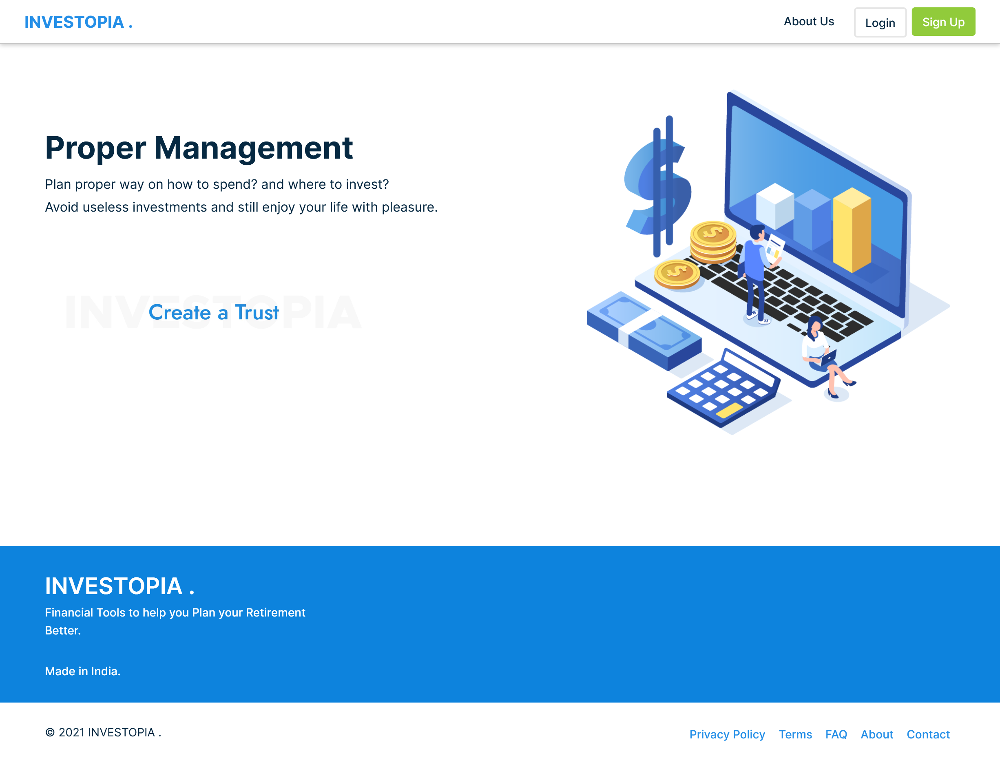 INVESTOPIA .
About Us
Login
Sign Up
Proper Management
Plan proper way on how to spend? and where to invest?
Avoid useless investments and still enjoy your life with pleasure.
INVESTOPIA
Create a Trust
INVESTOPIA .
Financial Tools to help you Plan your Retirement
Better.
Made in India.
© 2021 INVESTOPIA .
Privacy Policy
Terms
FAQ
About
Contact